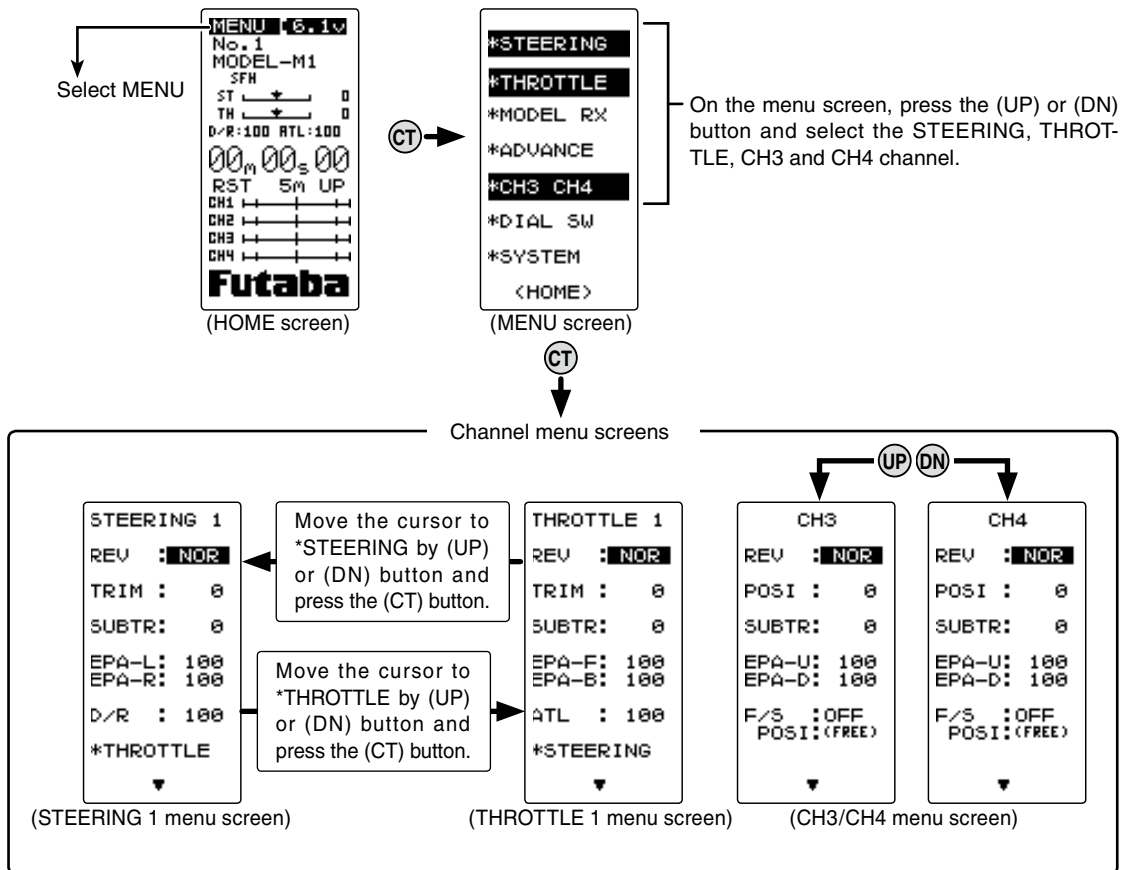 MENU 6.1v
No.1
MODEL-M1
SFH
ST 0
TH 0
D/R:100 ATL:100
00m00s00
RST 5m UP
CH1
CH2
CH3
CH4
Futaba
(HOME screen)
Select MENU
CT
*STEERING
*THROTTLE
*MODEL RX
*ADVANCE
*CH3 CH4
*DIAL SW
*SYSTEM
<HOME>
(MENU screen)
On the menu screen, press the (UP) or (DN)
button and select the STEERING, THROT-
TLE, CH3 and CH4 channel.
CT
Channel menu screens
STEERING 1
REV : NOR
TRIM : 0
SUBTR: 0
EPA-L: 100
EPA-R: 100
D/R : 100
*THROTTLE
▼
(STEERING 1 menu screen)
Move the cursor to
*STEERING by (UP)
or (DN) button and
press the (CT) button.
Move the cursor to
*THROTTLE by (UP)
or (DN) button and
press the (CT) button.
THROTTLE 1
REV : NOR
TRIM : 0
SUBTR: 0
EPA-F: 100
EPA-B: 100
ATL : 100
*STEERING
▼
(THROTTLE 1 menu screen)
UP DN
CH3
REV : NOR
POSI : 0
SUBTR: 0
EPA-U: 100
EPA-D: 100
F/S :OFF
POSI:(FREE)
▼
CH4
REV : NOR
POSI : 0
SUBTR: 0
EPA-U: 100
EPA-D: 100
F/S :OFF
POSI:(FREE)
▼
(CH3/CH4 menu screen)